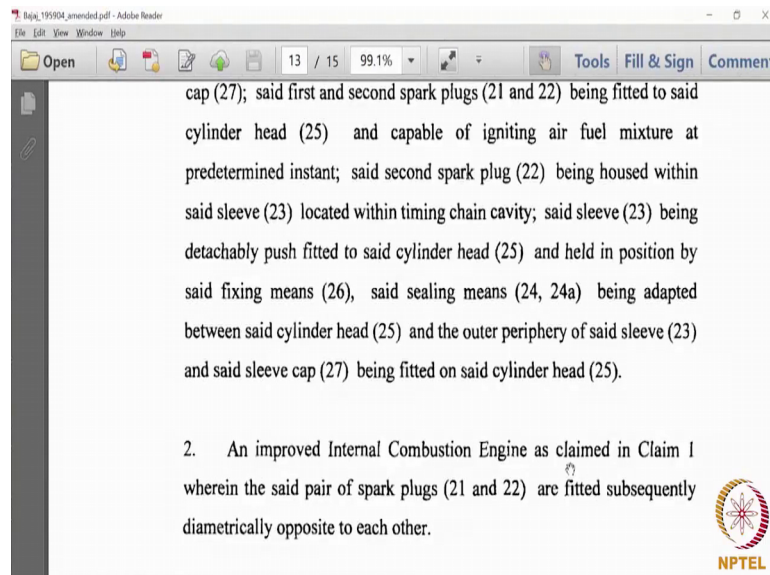 Bajaj_195904_amended.pdf - Adobe Reader
File Edit View Window Help
Open 13 / 15 99.1% Tools Fill & Sign Commen
cap (27); said first and second spark plugs (21 and 22) being fitted to said
cylinder head (25) and capable of igniting air fuel mixture at
predetermined instant; said second spark plug (22) being housed within
said sleeve (23) located within timing chain cavity; said sleeve (23) being
detachably push fitted to said cylinder head (25) and held in position by
said fixing means (26), said sealing means (24, 24a) being adapted
between said cylinder head (25) and the outer periphery of said sleeve (23)
and said sleeve cap (27) being fitted on said cylinder head (25).
2. An improved Internal Combustion Engine as claimed in Claim 1
wherein the said pair of spark plugs (21 and 22) are fitted subsequently
diametrically opposite to each other.
NPTEL